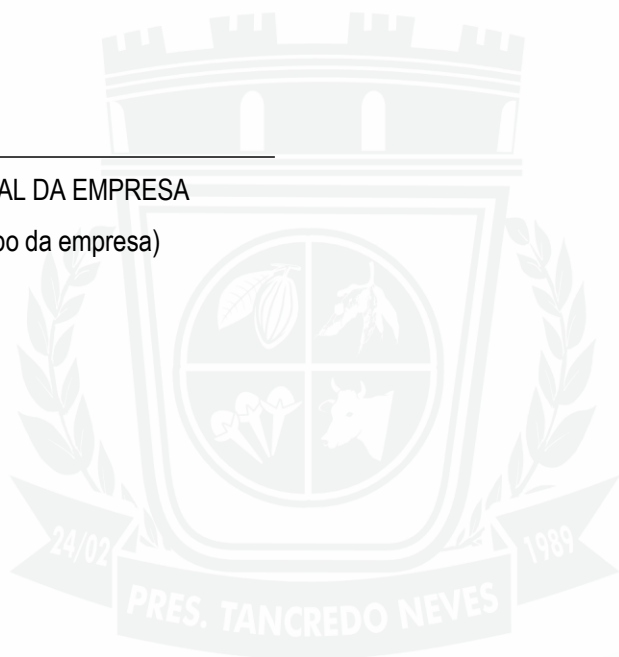 AL DA EMPRESA
po da empresa)
24/02
1989
PRES. TANCREDO NEVES